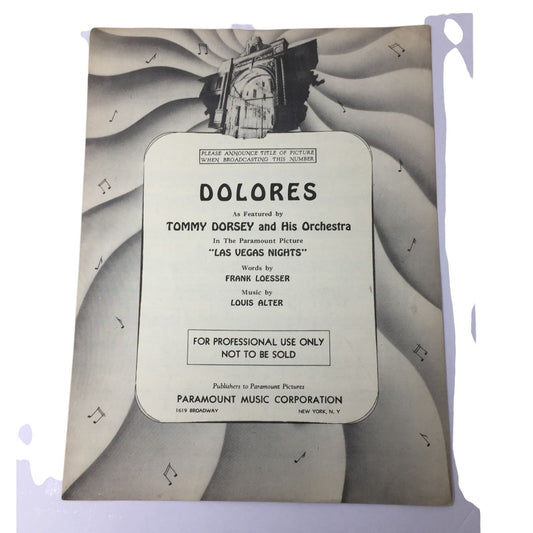 PLEASE ANNOUNCE TITLE OF PICTURE
WHEN BROADCASTING THIS NUMBER
DOLORES
As Featured by
TOMMY DORSEY and His Orchestra
In The Paramount Picture
"LAS VEGAS NIGHTS"
Words by
FRANK LOESSER
Music by
LOUIS ALTER
FOR PROFESSIONAL USE ONLY
NOT TO BE SOLD
Publishers to Paramount Pictures
PARAMOUNT MUSIC CORPORATION
1619 BROADWAY NEW YORK, N. Y